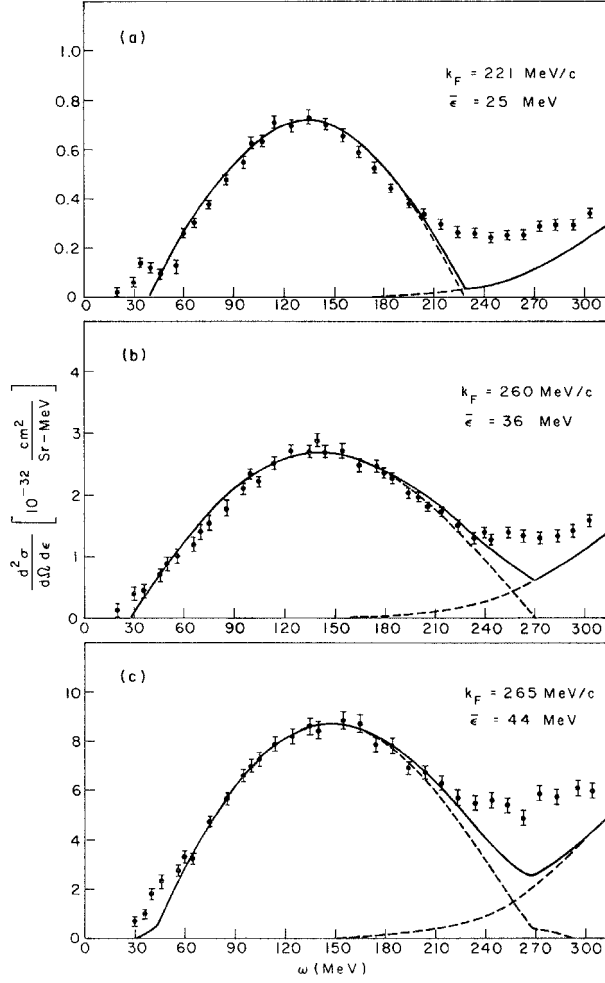 (a)
k_F = 221 MeV/c
ε̄ = 25 MeV
1.0
0.8
0.6
0.4
0.2
0
0 30 60 90 120 150 180 210 240 270 300
(b)
k_F = 260 MeV/c
ε̄ = 36 MeV
4
3
2
1
0
0 30 60 90 120 150 180 210 240 270 300
d²σ/dΩdε [10⁻³² cm²/Sr-MeV]
(c)
k_F = 265 MeV/c
ε̄ = 44 MeV
10
8
6
4
2
0
0 30 60 90 120 150 180 210 240 270 300
ω (MeV)